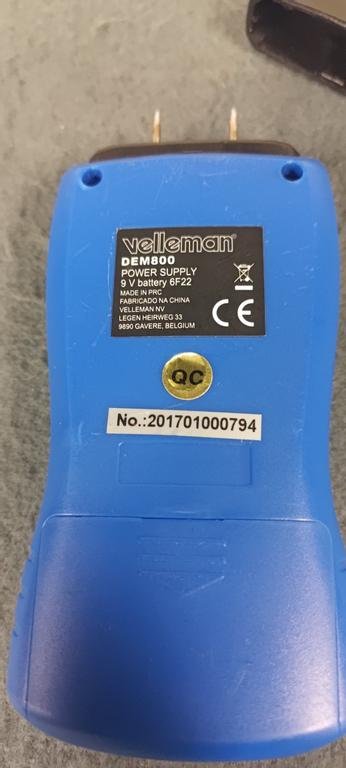 velleman®
DEM800
POWER SUPPLY
9 V battery 6F22
MADE IN PRC
FABRICADO NA CHINA
VELLEMAN NV
LEGEN HEIRWEG 33
9890 GAVERE, BELGIUM
CE
QC
No.:201701000794